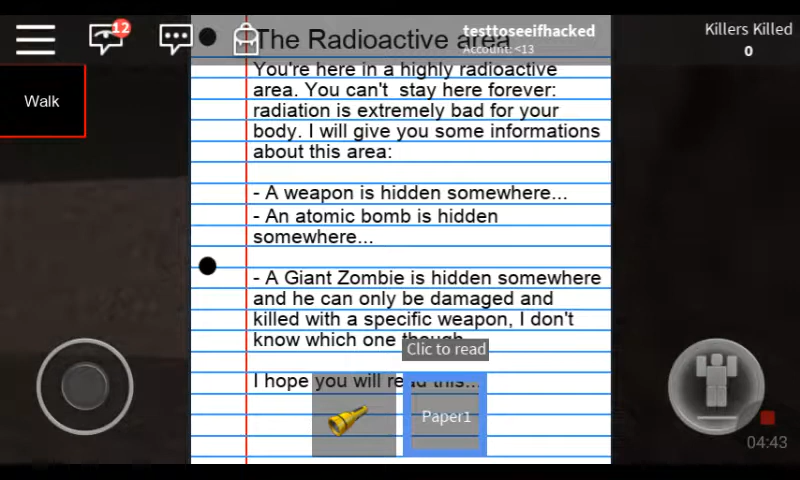 12
testtoseeifhacked
Account: <13
Killers Killed
0
Walk
The Radioactive area
You're here in a highly radioactive
area. You can't stay here forever:
radiation is extremely bad for your
body. I will give you some informations
about this area:
- A weapon is hidden somewhere...
- An atomic bomb is hidden
somewhere...
- A Giant Zombie is hidden somewhere
and he can only be damaged and
killed with a specific weapon, I don't
know which one though
Clic to read
I hope you will read this...
Paper1
04:43